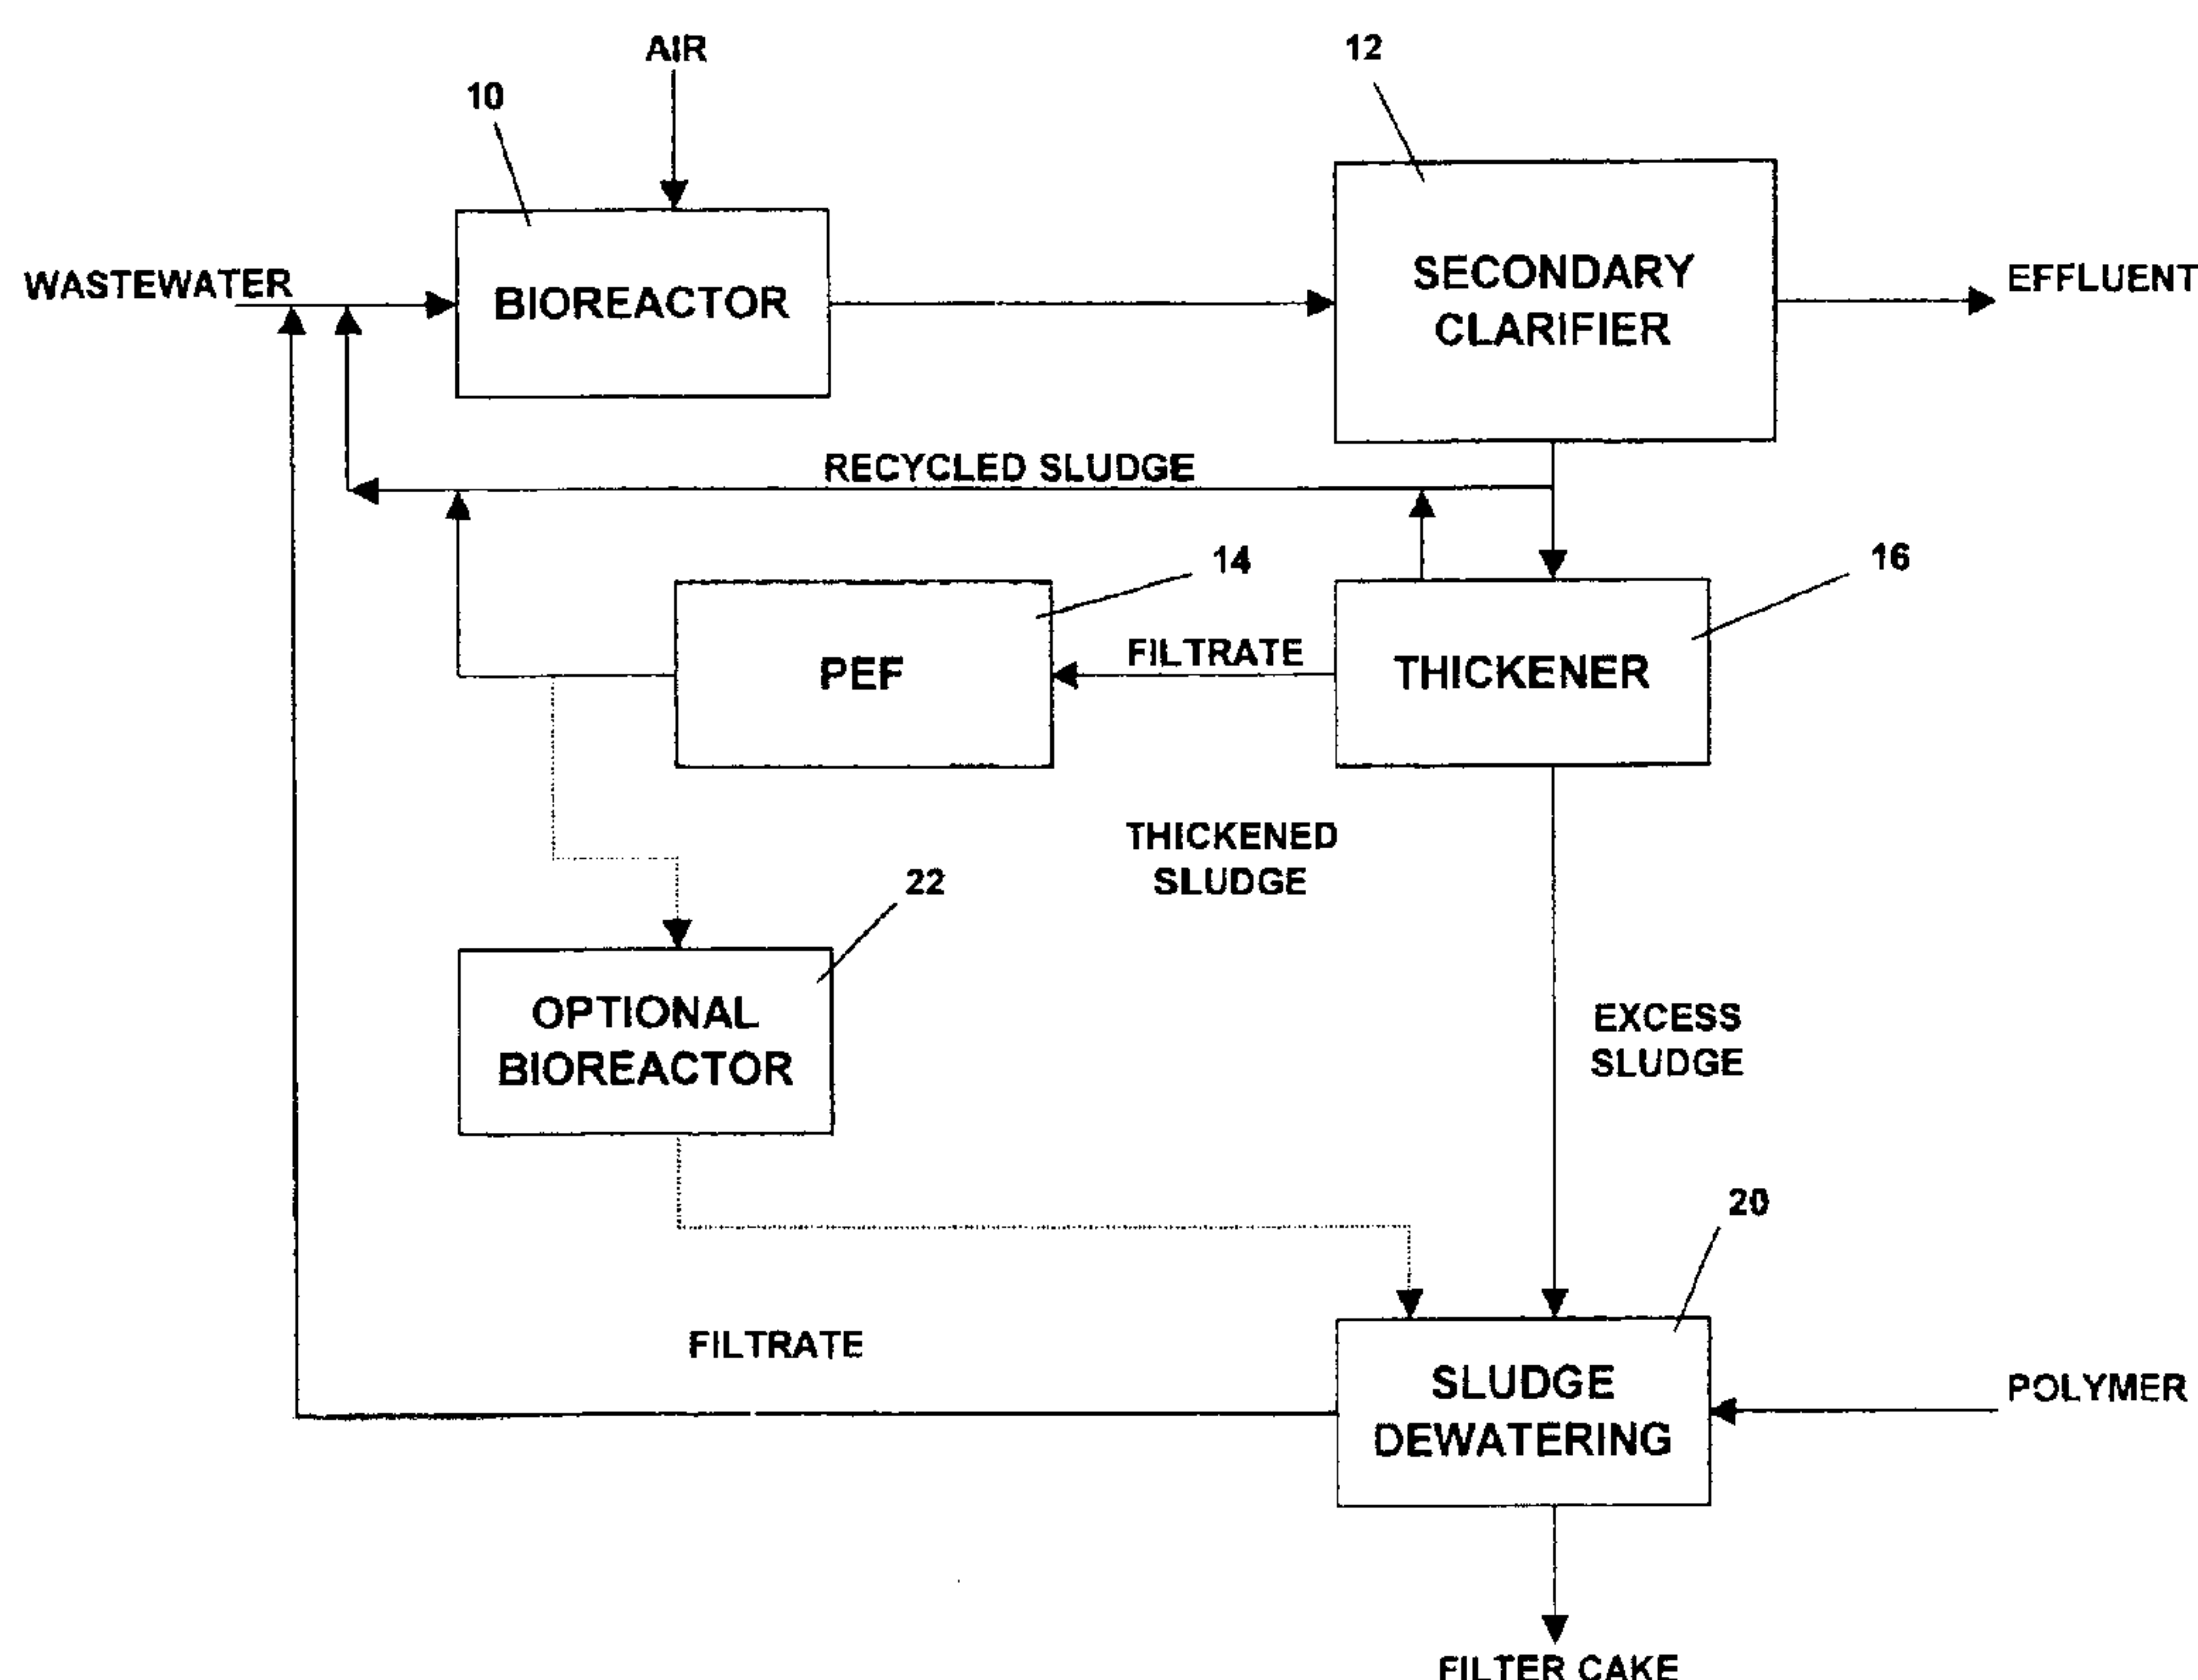 AIR
12
10
WASTEWATER
BIOREACTOR
SECONDARY
CLARIFIER
EFFLUENT
RECYCLED SLUDGE
14
16
PEF
FILTRATE
THICKENER
THICKENED
SLUDGE
22
OPTIONAL
BIOREACTOR
EXCESS
SLUDGE
20
FILTRATE
SLUDGE
DEWATERING
POLYMER
FILTER CAKE